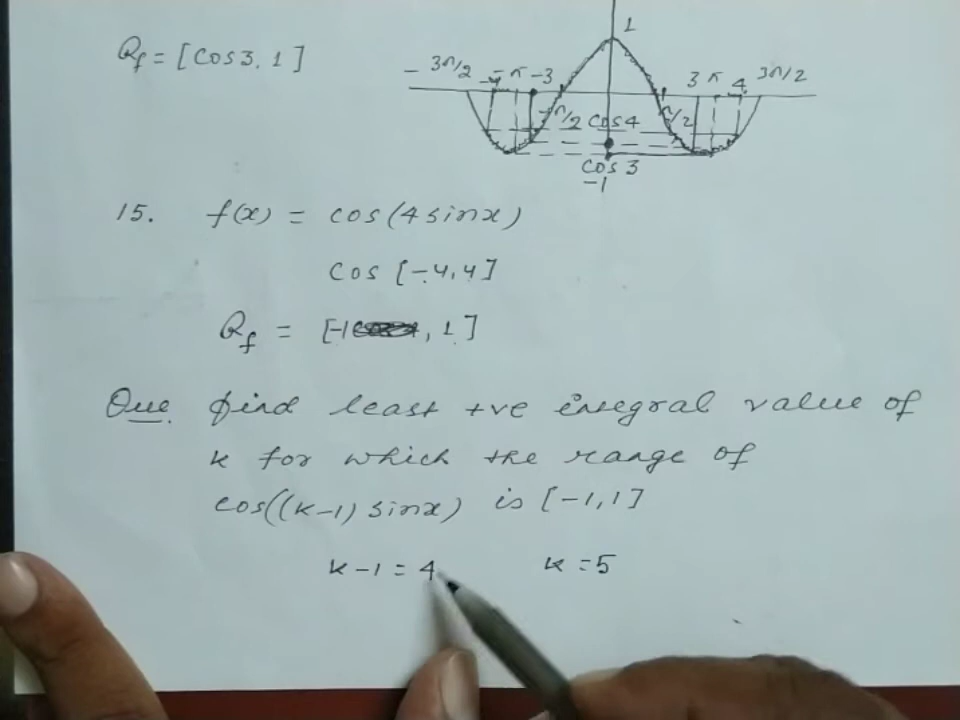 R_f = [cos 3, 1]
1
- 3π/2 -4 -π -3 3 π 4 3π/2
-π/2 cos 4 π/2
cos 3
-1
15. f(x) = cos(4 sin x)
cos [-4, 4]
R_f = [-1, 1]
Que. find least +ve integral value of
k for which the range of
cos((k-1) sin x) is [-1, 1]
k - 1 = 4 k = 5